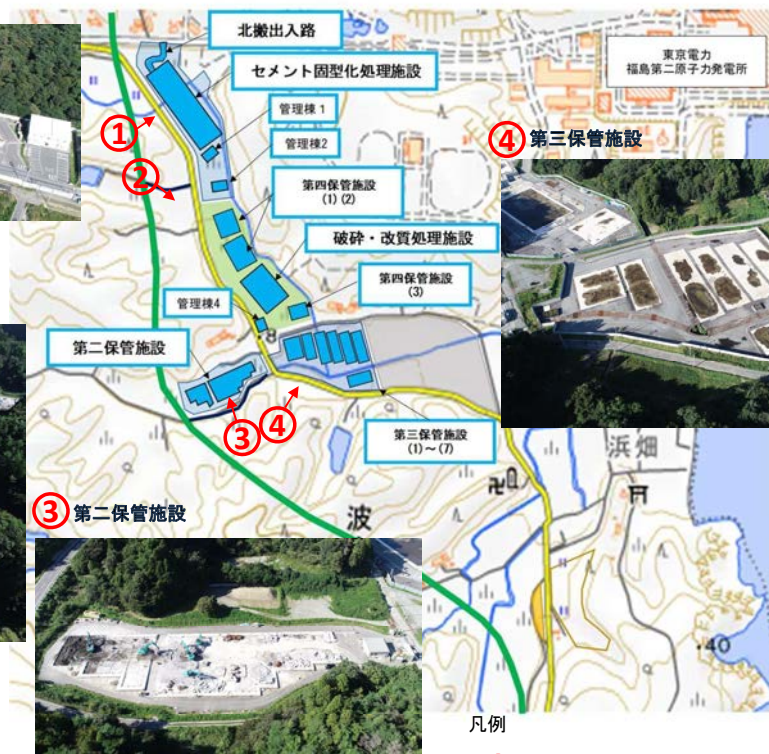 北搬出入路
東京電力
福島第二原子力発電所
セメント固型化処理施設
管理棟1
①
④ 第三保管施設
管理棟2
②
第四保管施設
(1)(2)
破砕・改質処理施設
第四保管施設
(3)
管理棟4
8
第二保管施設
③
④
第三保管施設
(1)～(7)
浜畑
卍
③ 第二保管施設
波
40
凡例